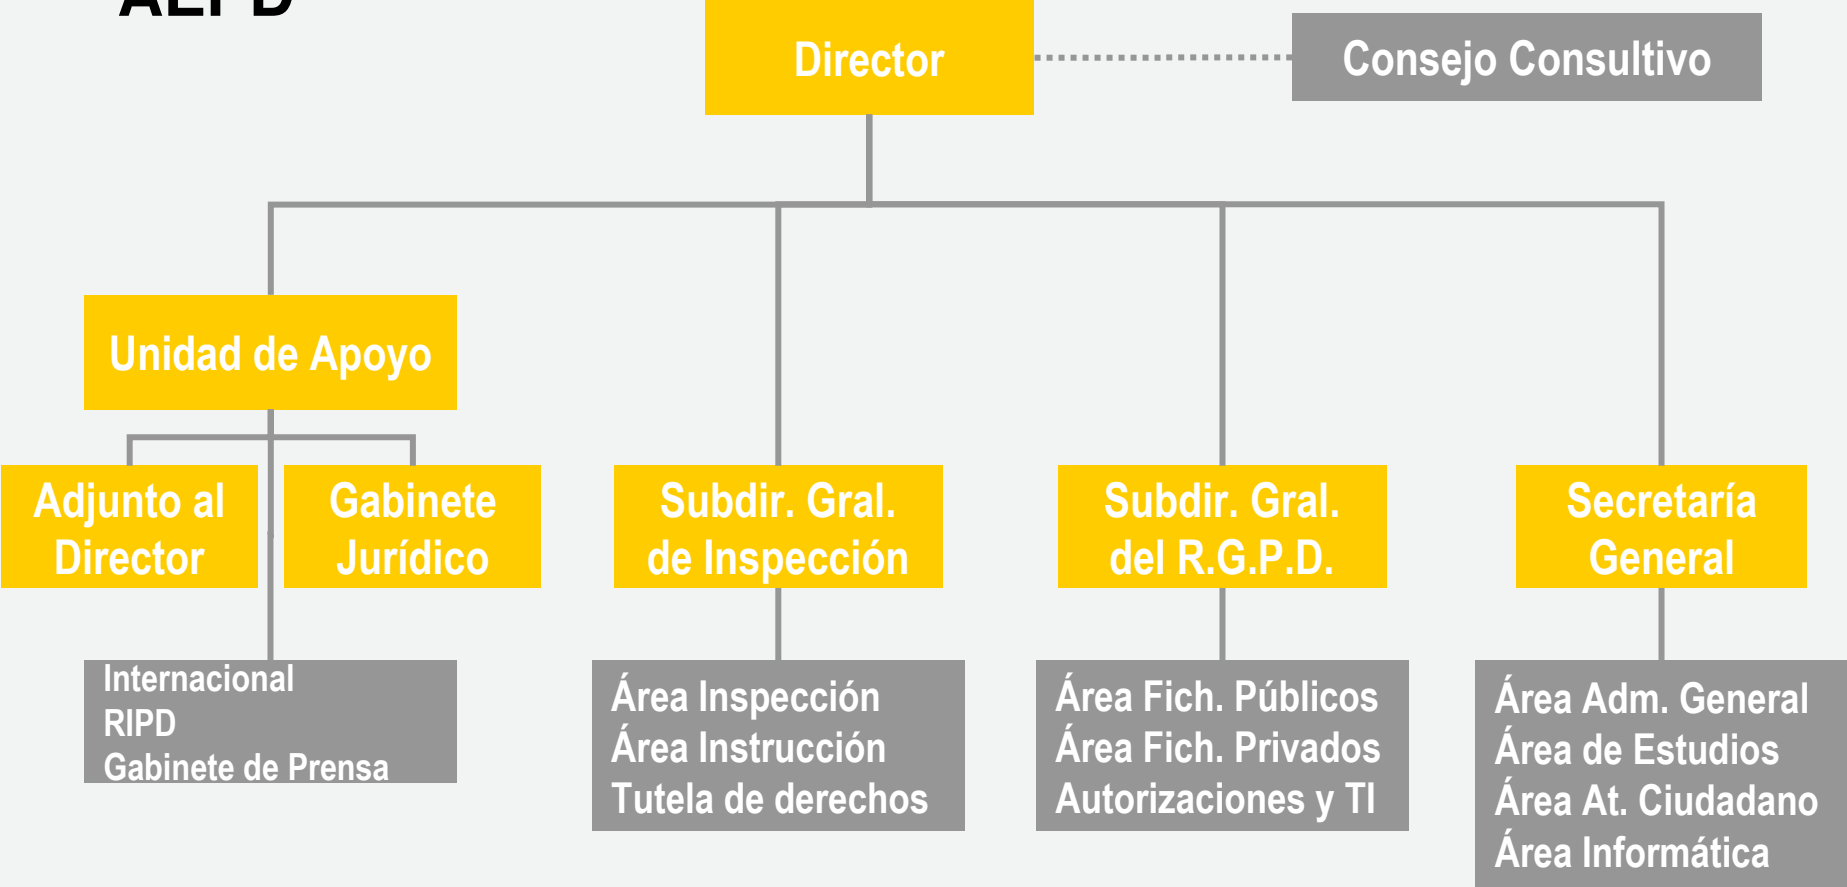 AEPD
Director
Consejo Consultivo
Unidad de Apoyo
Adjunto al
Director
Gabinete
Jurídico
Subdir. Gral.
de Inspección
Subdir. Gral.
del R.G.P.D.
Secretaría
General
Internacional
RIPD
Gabinete de Prensa
Área Inspección
Área Instrucción
Tutela de derechos
Área Fich. Públicos
Área Fich. Privados
Autorizaciones y TI
Área Adm. General
Área de Estudios
Área At. Ciudadano
Área Informática